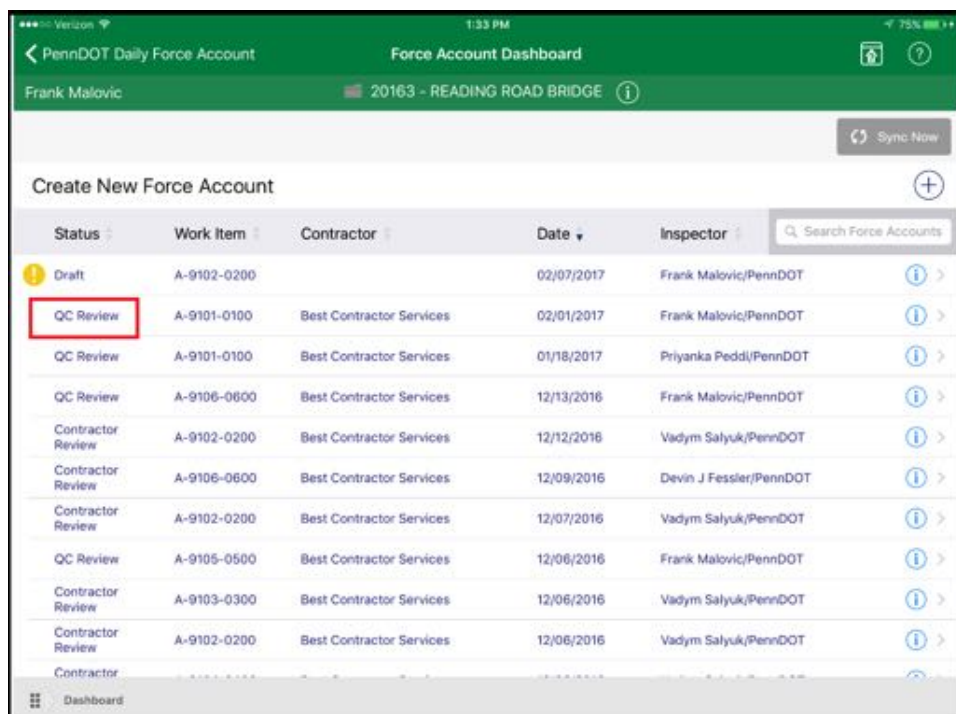 Verizon 1:33 PM 75%
PennDOT Daily Force Account Force Account Dashboard
Frank Malovic 20163 - READING ROAD BRIDGE
Sync Now
Create New Force Account
Status Work Item Contractor Date Inspector Search Force Accounts
Draft A-9102-0200 02/07/2017 Frank Malovic/PennDOT
QC Review A-9101-0100 Best Contractor Services 02/01/2017 Frank Malovic/PennDOT
QC Review A-9101-0100 Best Contractor Services 01/18/2017 Priyanka Peddi/PennDOT
QC Review A-9106-0600 Best Contractor Services 12/13/2016 Frank Malovic/PennDOT
Contractor Review A-9102-0200 Best Contractor Services 12/12/2016 Vadym Salyuk/PennDOT
Contractor Review A-9106-0600 Best Contractor Services 12/09/2016 Devin J Fessler/PennDOT
Contractor Review A-9102-0200 Best Contractor Services 12/07/2016 Vadym Salyuk/PennDOT
QC Review A-9105-0500 Best Contractor Services 12/06/2016 Frank Malovic/PennDOT
Contractor Review A-9103-0300 Best Contractor Services 12/06/2016 Vadym Salyuk/PennDOT
Contractor Review A-9102-0200 Best Contractor Services 12/06/2016 Vadym Salyuk/PennDOT
Contractor
Dashboard